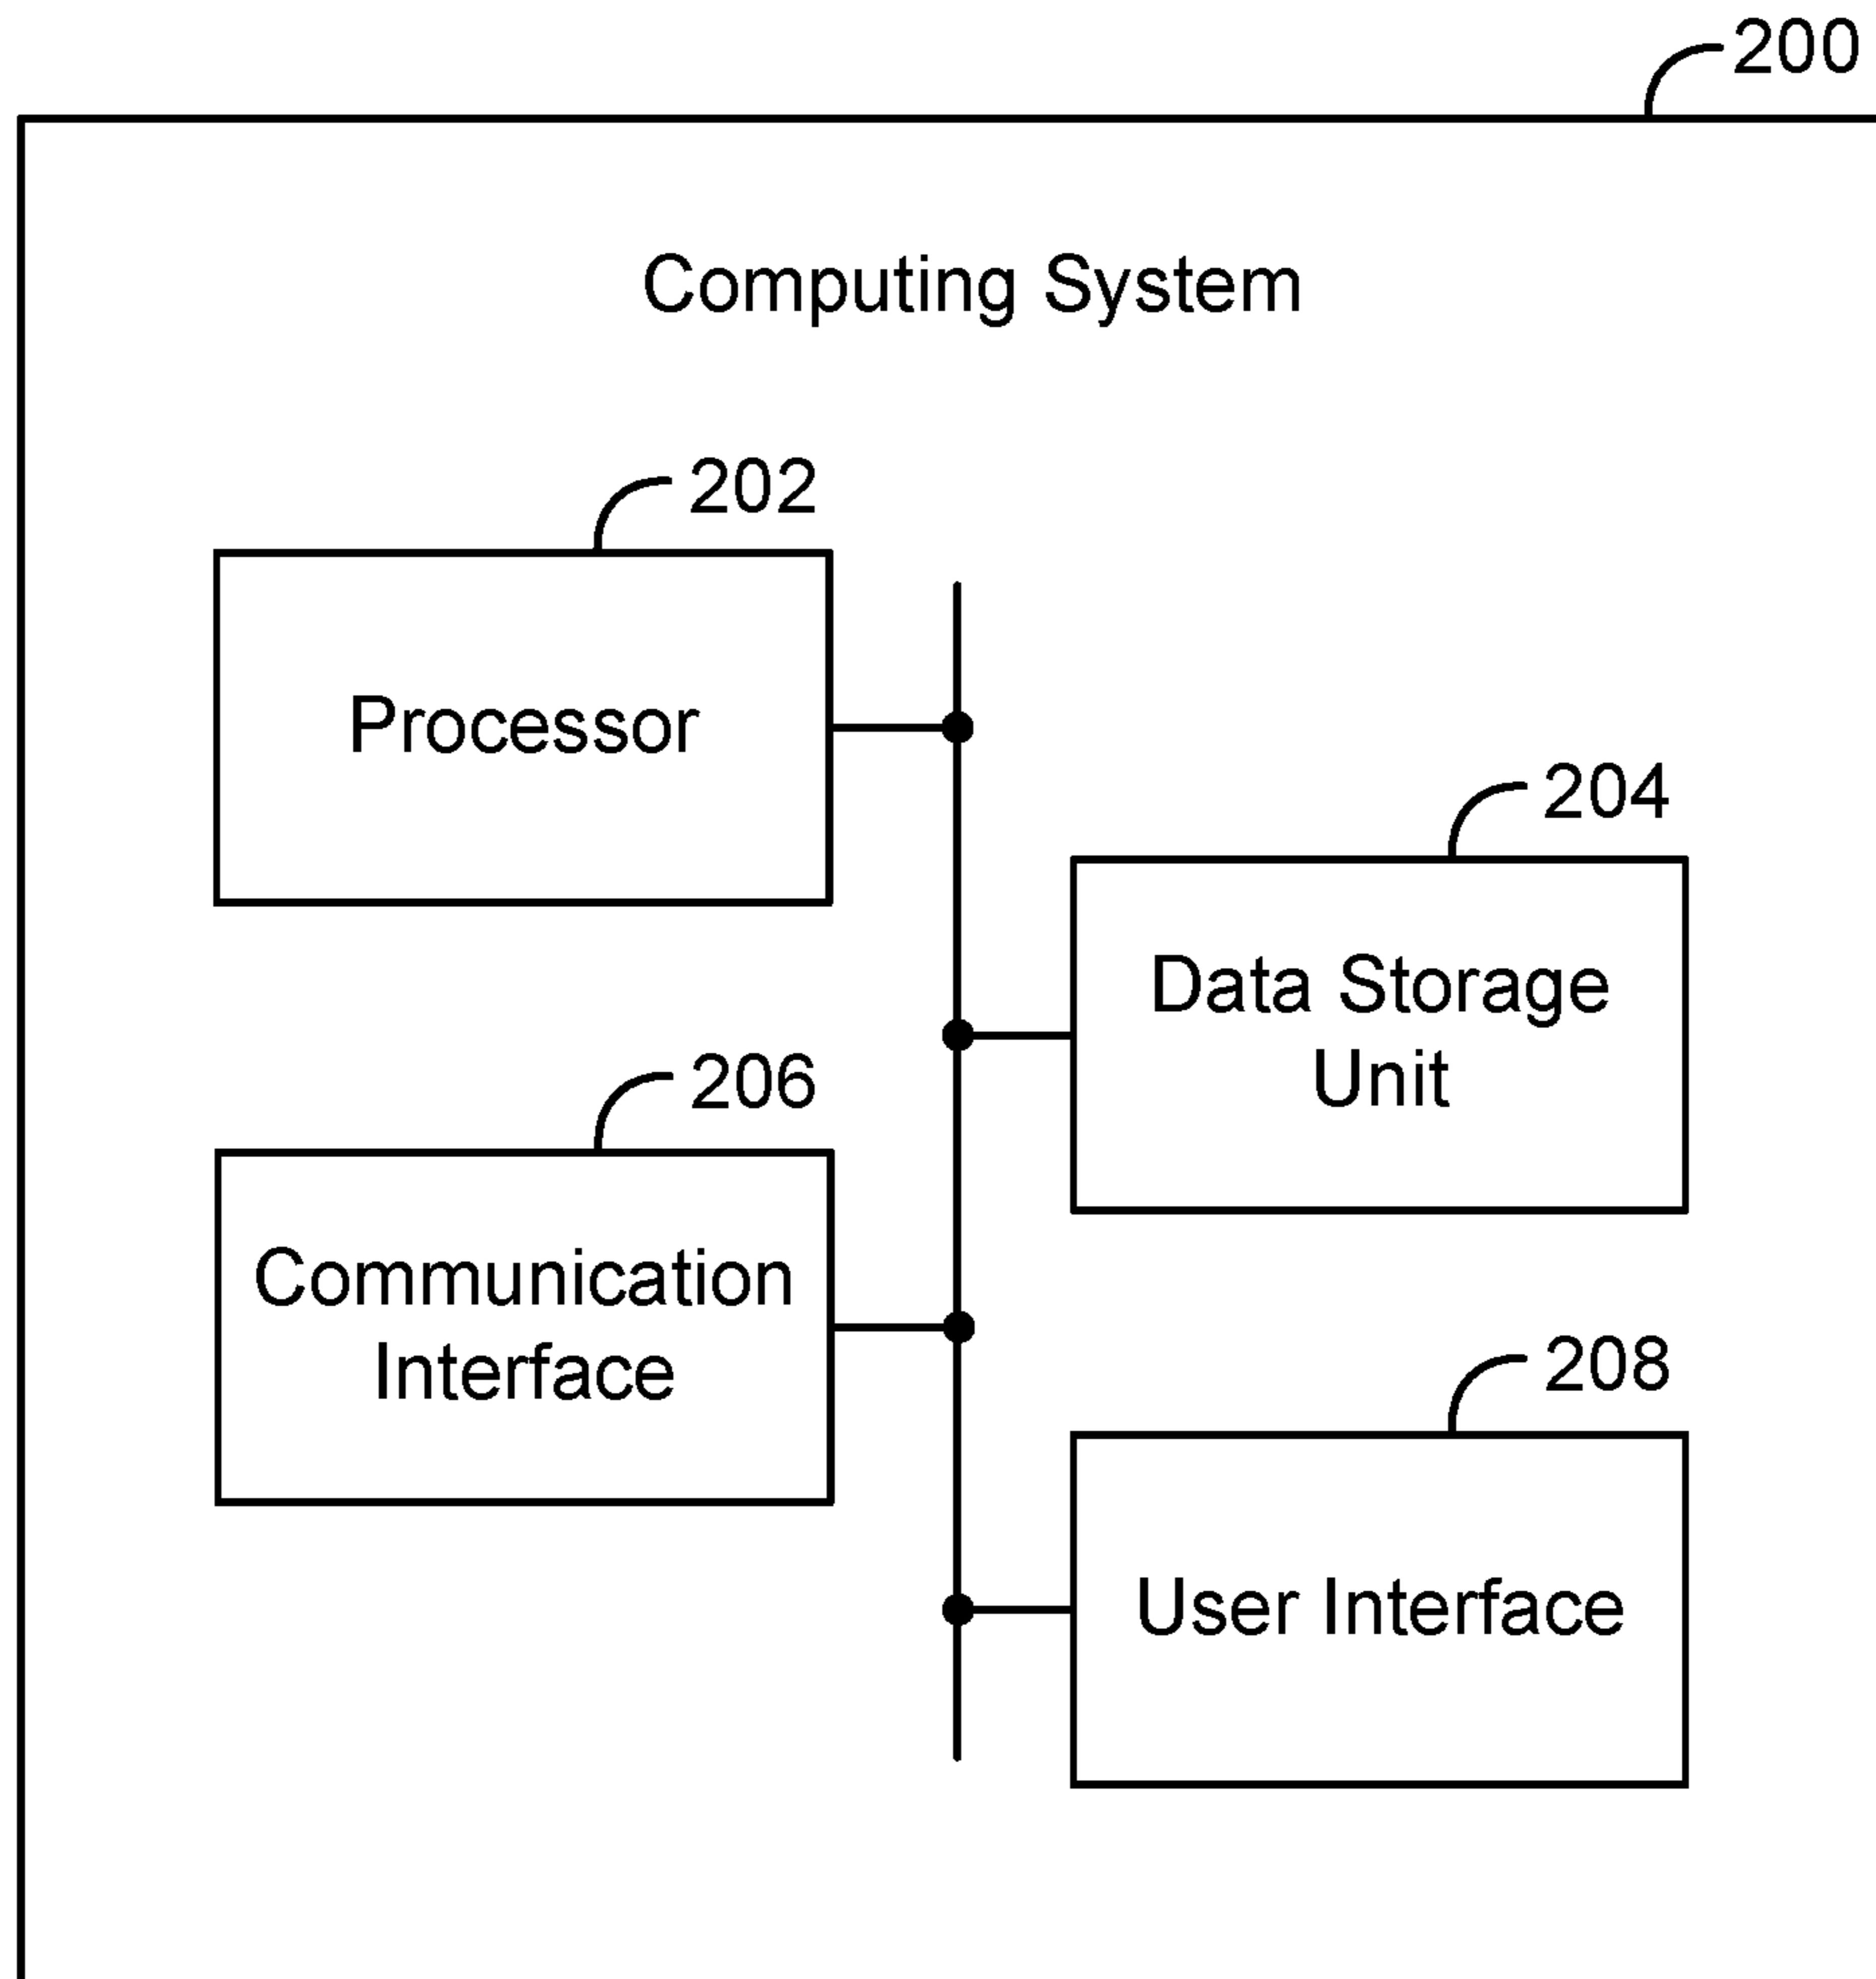 200
Computing System
202
Processor
204
Data Storage
Unit
206
Communication
Interface
208
User Interface